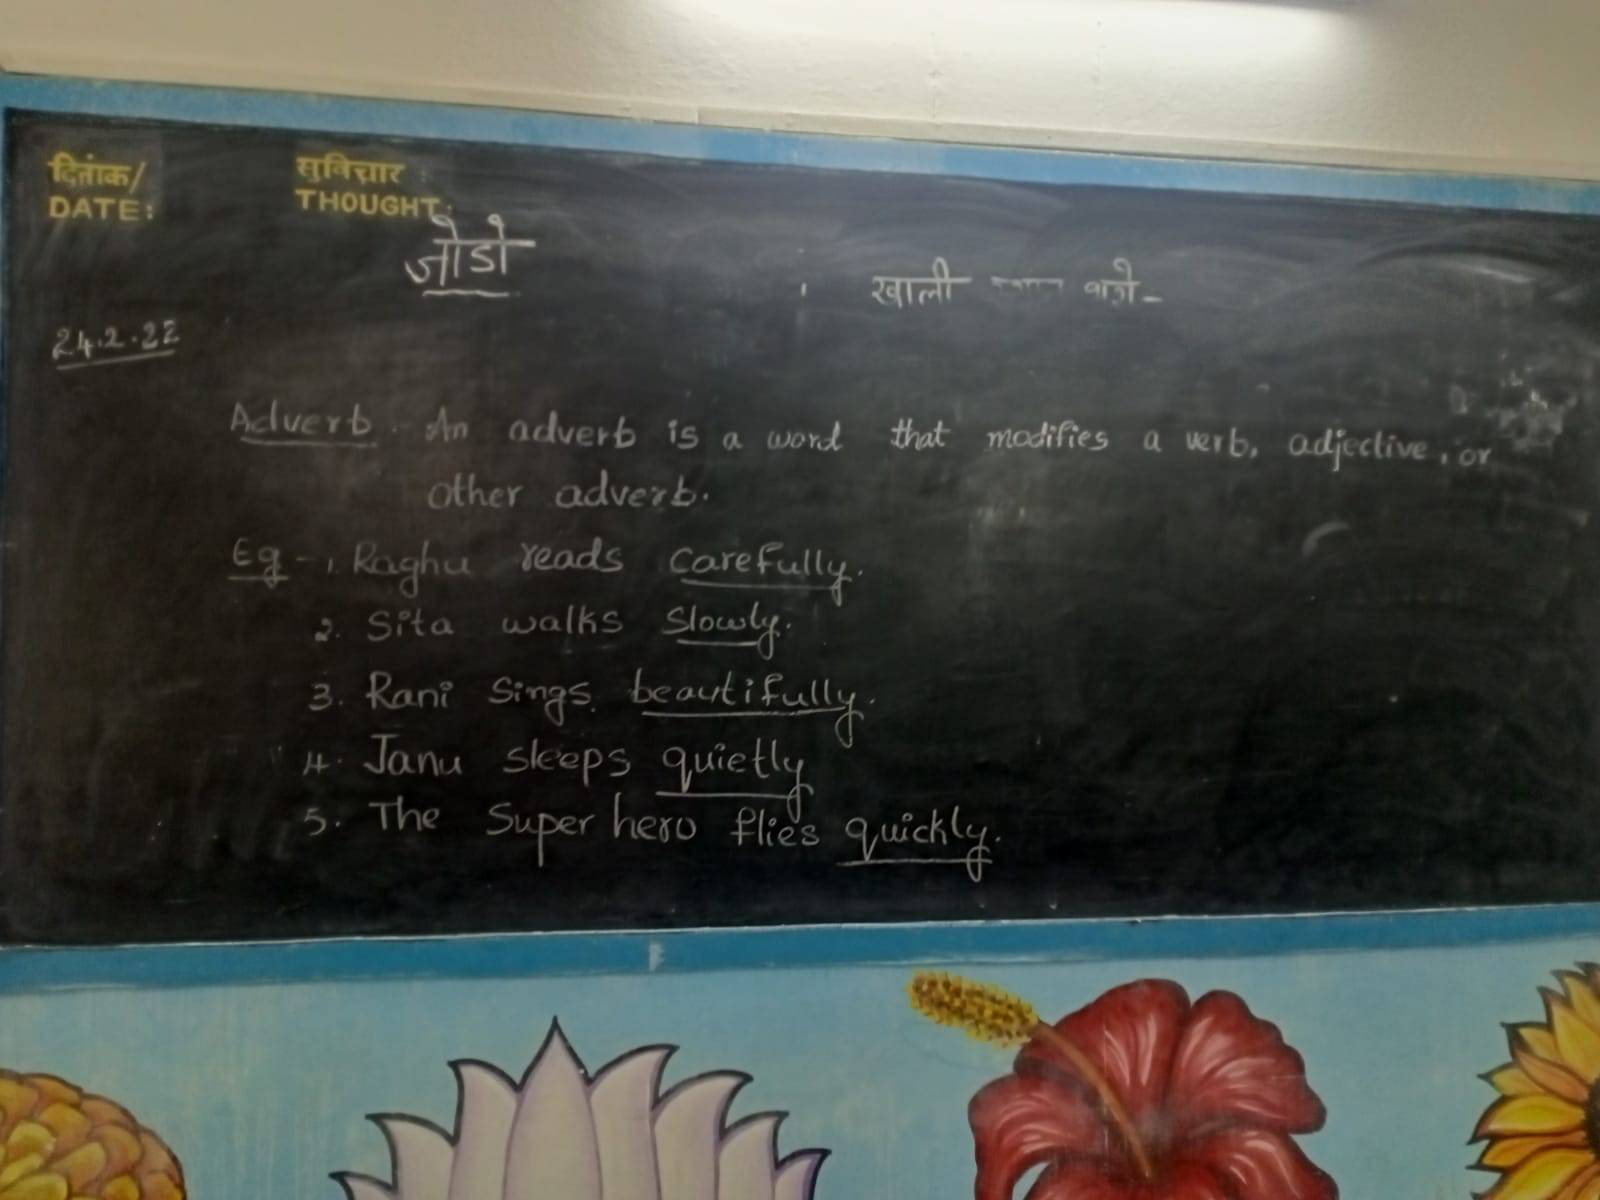 दिनांक/
DATE:
सुविचार :
THOUGHT:
जोडो
खाली
24.2.22
Adverb - An adverb is a word that modifies a verb, adjective, or
other adverb.
Eg - 1. Raghu reads carefully.
2. Sita walks slowly.
3. Rani sings beautifully.
4. Janu sleeps quietly
5. The Super hero flies quickly.